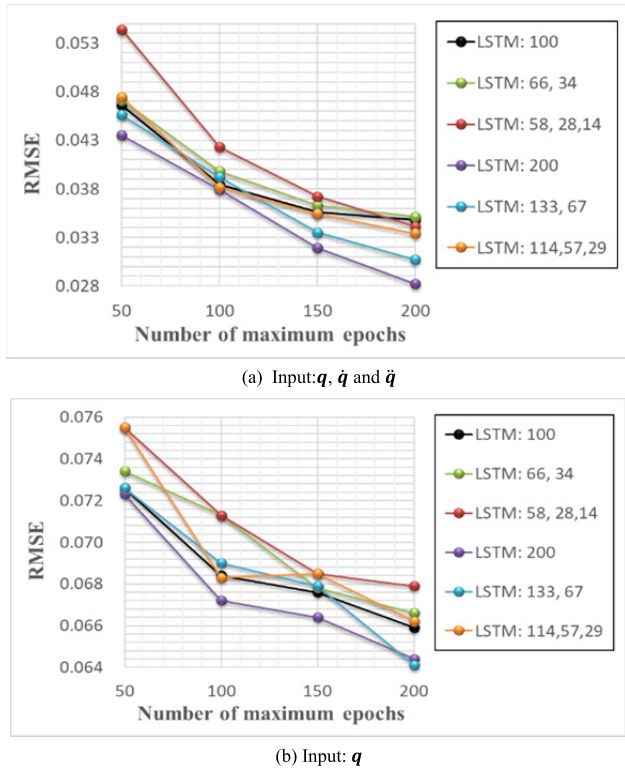 0.053
0.048
0.043
0.038
0.033
0.028
RMSE
50 100 150 200
Number of maximum epochs
LSTM: 100
LSTM: 66, 34
LSTM: 58, 28,14
LSTM: 200
LSTM: 133, 67
LSTM: 114,57,29
(a) Input:q, q̇ and q̈
0.076
0.074
0.072
0.070
0.068
0.066
0.064
RMSE
50 100 150 200
Number of maximum epochs
LSTM: 100
LSTM: 66, 34
LSTM: 58, 28,14
LSTM: 200
LSTM: 133, 67
LSTM: 114,57,29
(b) Input: q